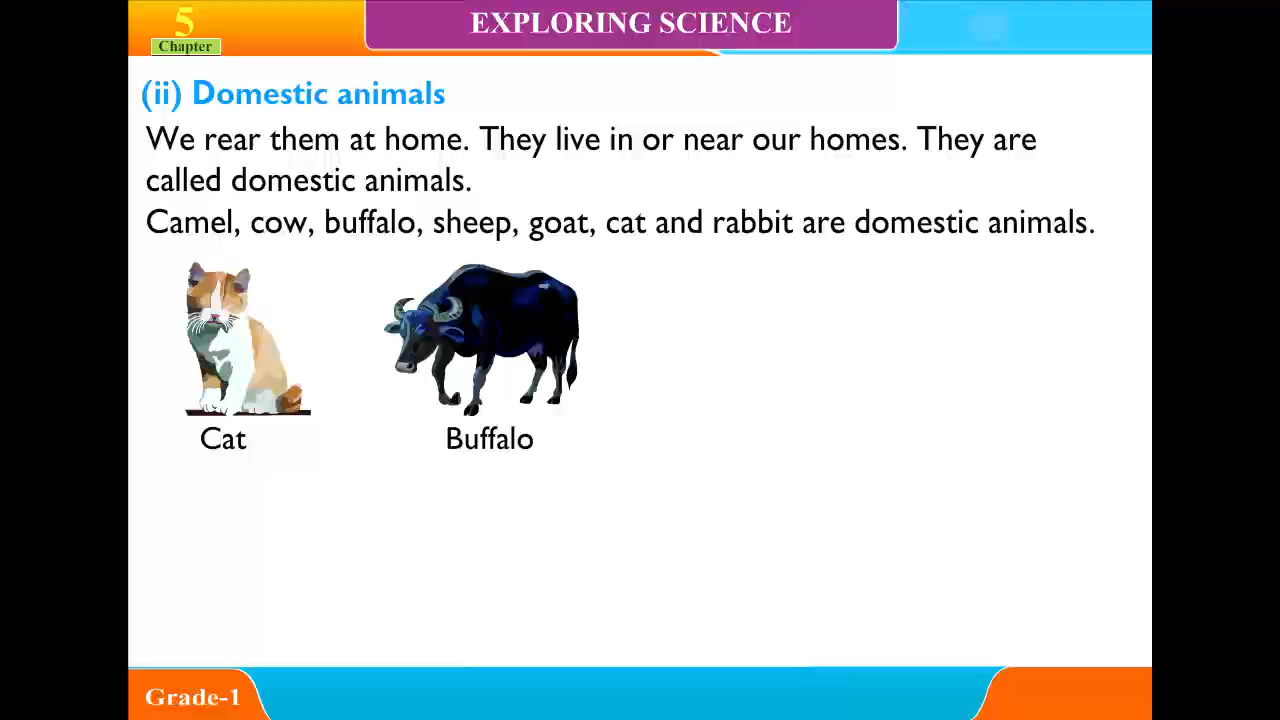 5
Chapter
EXPLORING SCIENCE
(ii) Domestic animals
We rear them at home. They live in or near our homes. They are
called domestic animals.
Camel, cow, buffalo, sheep, goat, cat and rabbit are domestic animals.
Cat
Buffalo
Grade-1